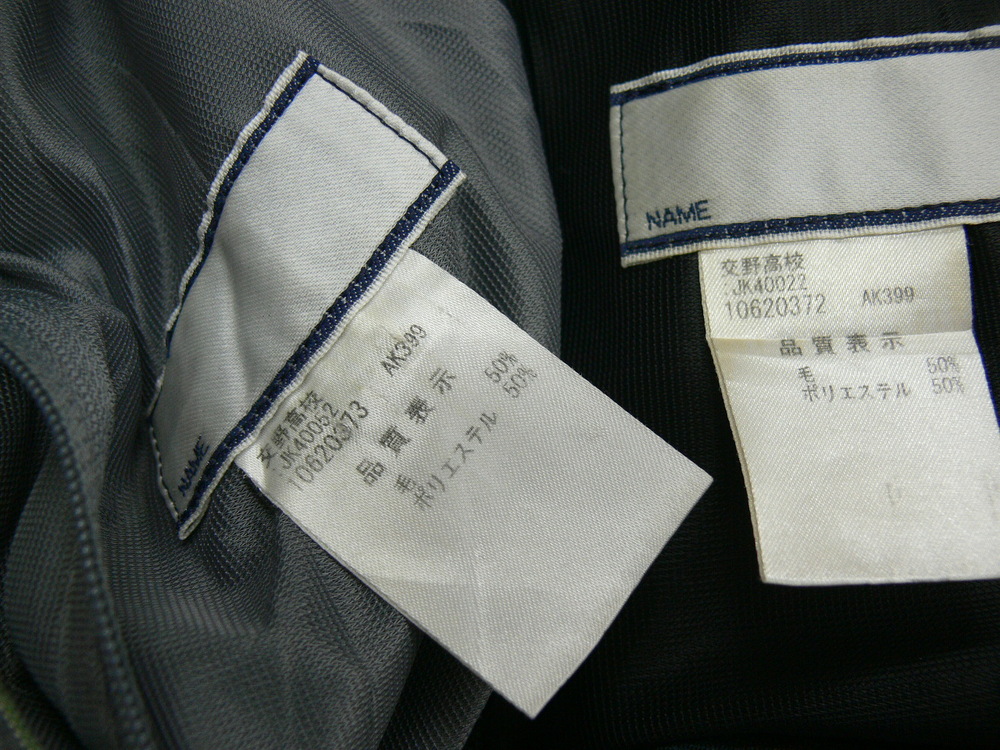 NAME
交野高校
JK40052
10620373 AK399
品質表示
毛 50%
ポリエステル 50%
NAME
交野高校
JK40022
10620372 AK399
品質表示
毛 50%
ポリエステル 50%